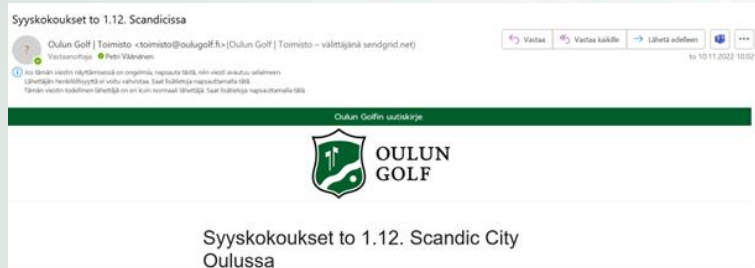 Syyskokoukset to 1.12. Scandicissa
?
Oulun Golf | Toimisto <toimisto@oulugolf.fi>(Oulun Golf | Toimisto – välittäjänä sendgrid.net)
Vastaanottaja Petri Väänänen
Vastaa
Vastaa kaikille
Lähetä edelleen
to 10.11.2022 10.02
Jos tämän viestin näyttämisessä on ongelmia, napsauta tästä, niin viesti avautuu selaimeen.
Lähettäjän henkilöllisyyttä ei voitu vahvistaa. Saat lisätietoja napsauttamalla tätä.
Tämän viestin todellinen lähettäjä on eri kuin normaali lähettäjä. Saat lisätietoja napsauttamalla tätä.
Oulun Golfin uutiskirje
OULUN
GOLF
Syyskokoukset to 1.12. Scandic City
Oulussa